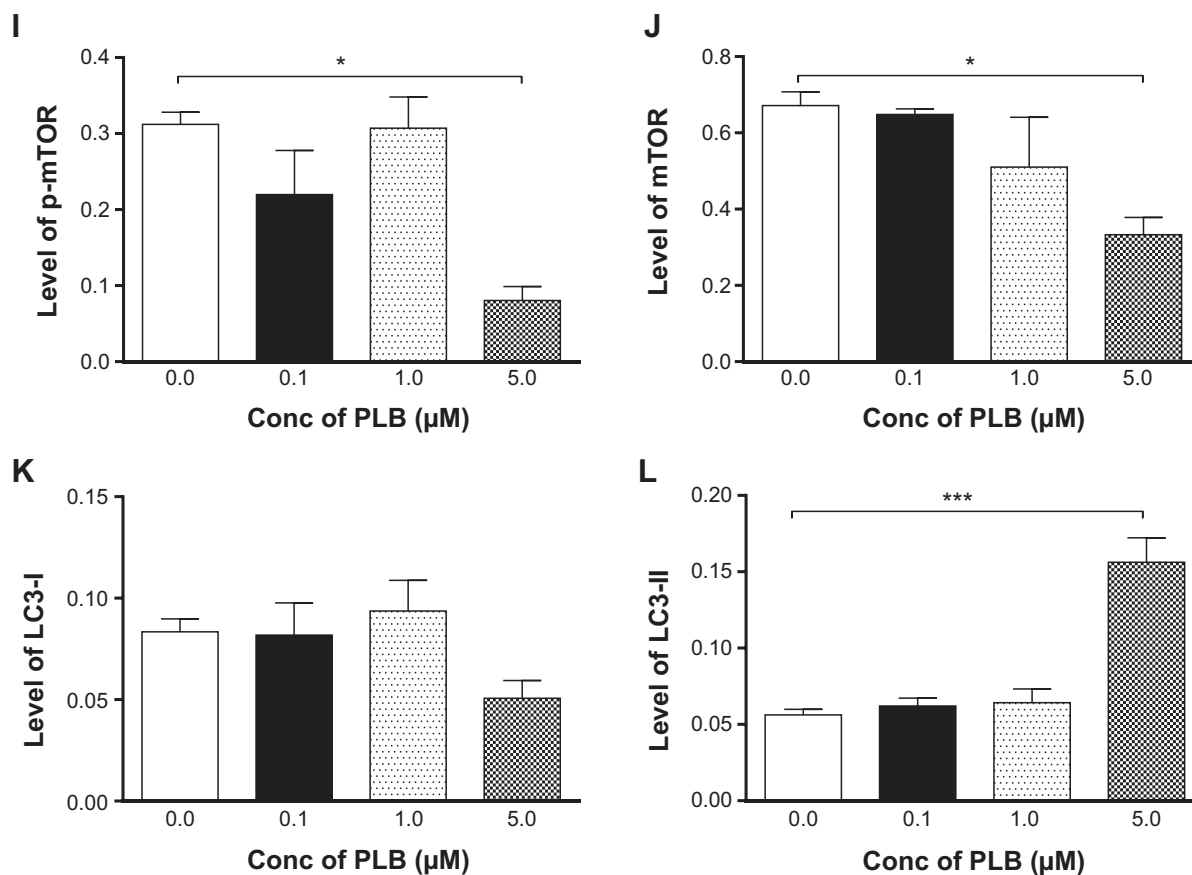 I
Level of p-mTOR
0.4
0.3
0.2
0.1
0.0
*
0.0 0.1 1.0 5.0
Conc of PLB (µM)
J
Level of mTOR
0.8
0.6
0.4
0.2
0.0
*
0.0 0.1 1.0 5.0
Conc of PLB (µM)
K
Level of LC3-I
0.15
0.10
0.05
0.00
0.0 0.1 1.0 5.0
Conc of PLB (µM)
L
Level of LC3-II
0.20
0.15
0.10
0.05
0.00
***
0.0 0.1 1.0 5.0
Conc of PLB (µM)